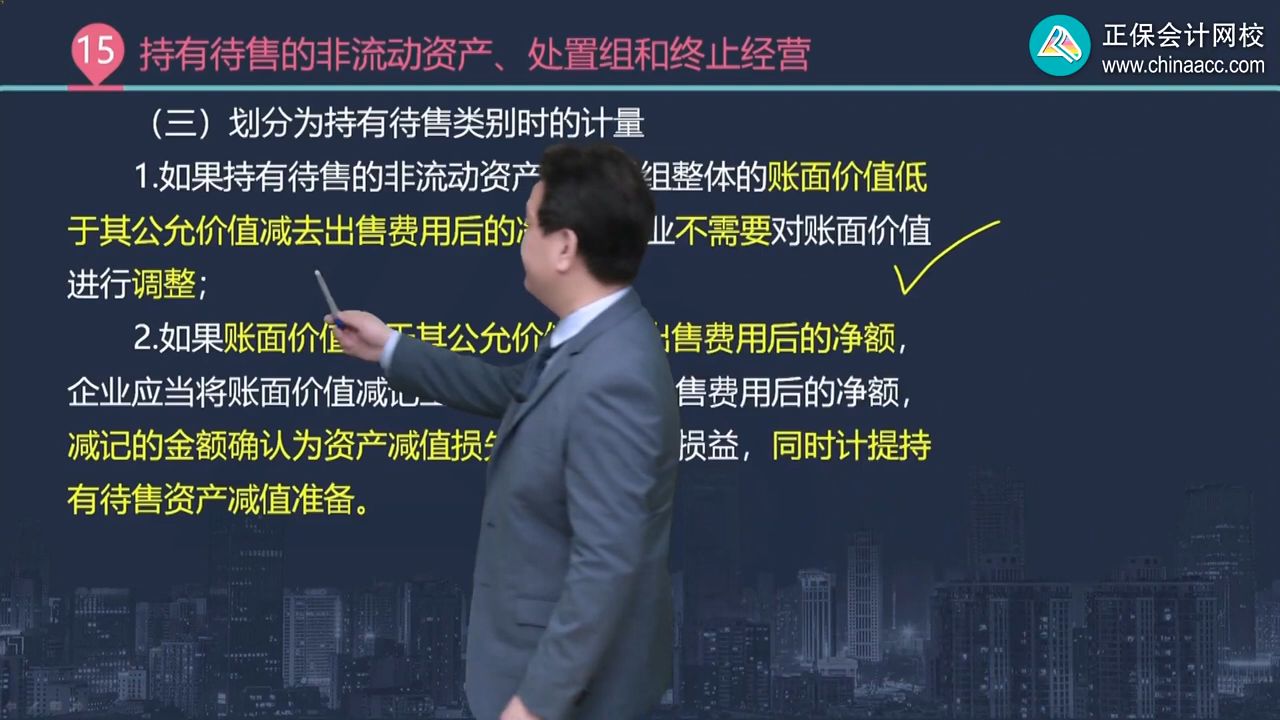 15 持有待售的非流动资产、处置组和终止经营
正保会计网校
www.chinaacc.com
（三）划分为持有待售类别时的计量
1.如果持有待售的非流动资产 组整体的账面价值低
于其公允价值减去出售费用后的 业不需要对账面价值
进行调整；
2.如果账面价 其公允价 出售费用后的净额，
企业应当将账面价值减记 售费用后的净额，
减记的金额确认为资产减值损 损益，同时计提持
有待售资产减值准备。